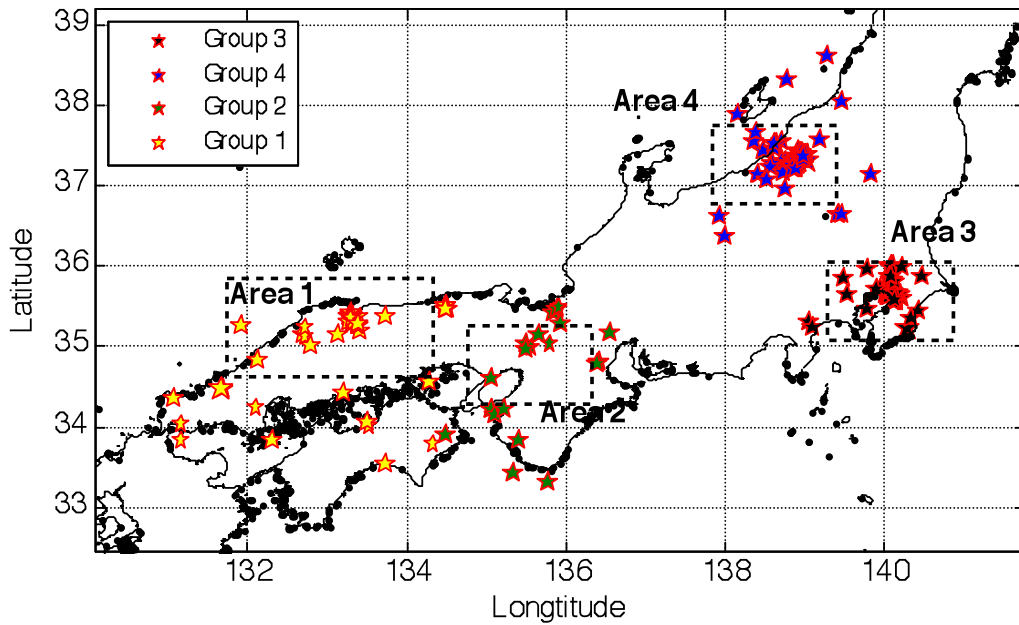 39
38
37
36
35
34
33
Latitude
Group 3
Group 4
Group 2
Group 1
Area 4
Area 3
Area 1
Area 2
132
134
136
138
140
Longtitude